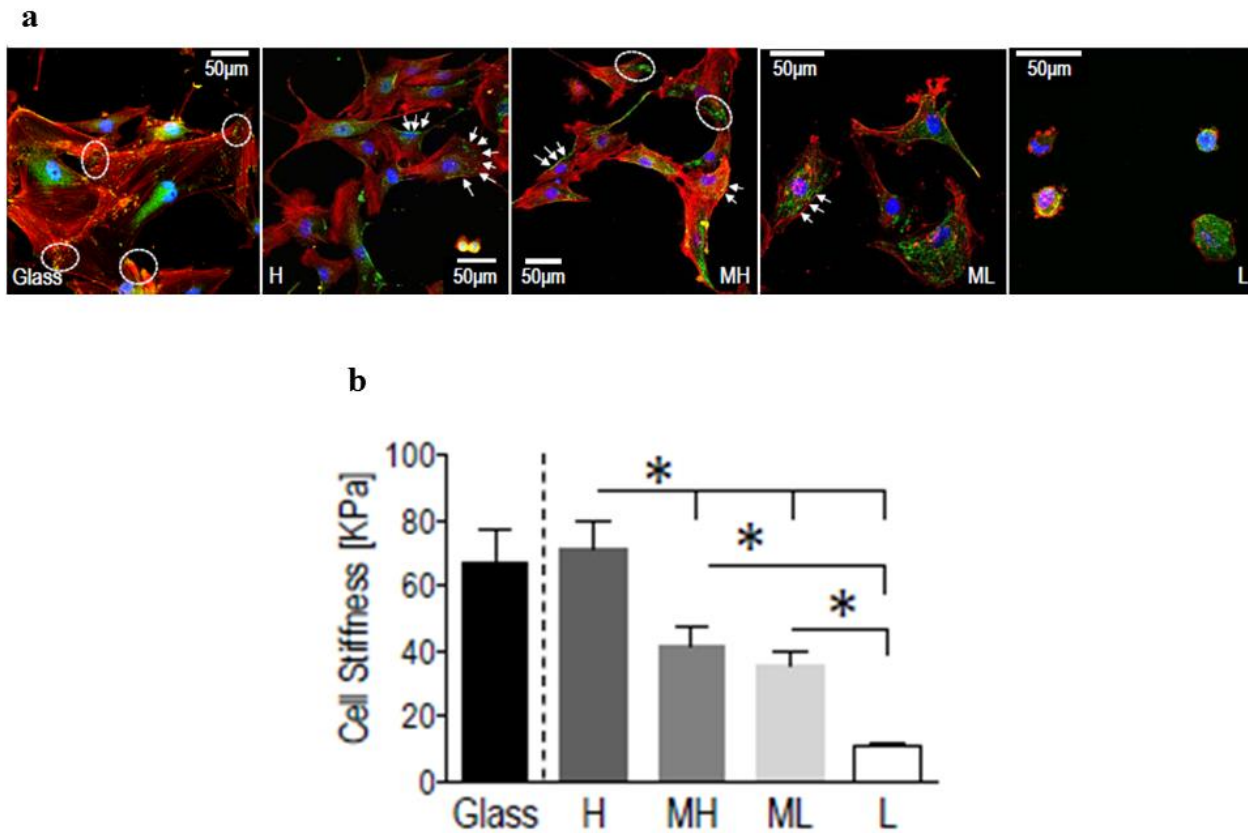 a
50µm
50µm
50µm
50µm
50µm
Glass
H
MH
ML
L
b
Cell Stiffness [KPa]
100
80
60
40
20
0
*
*
*
Glass H MH ML L